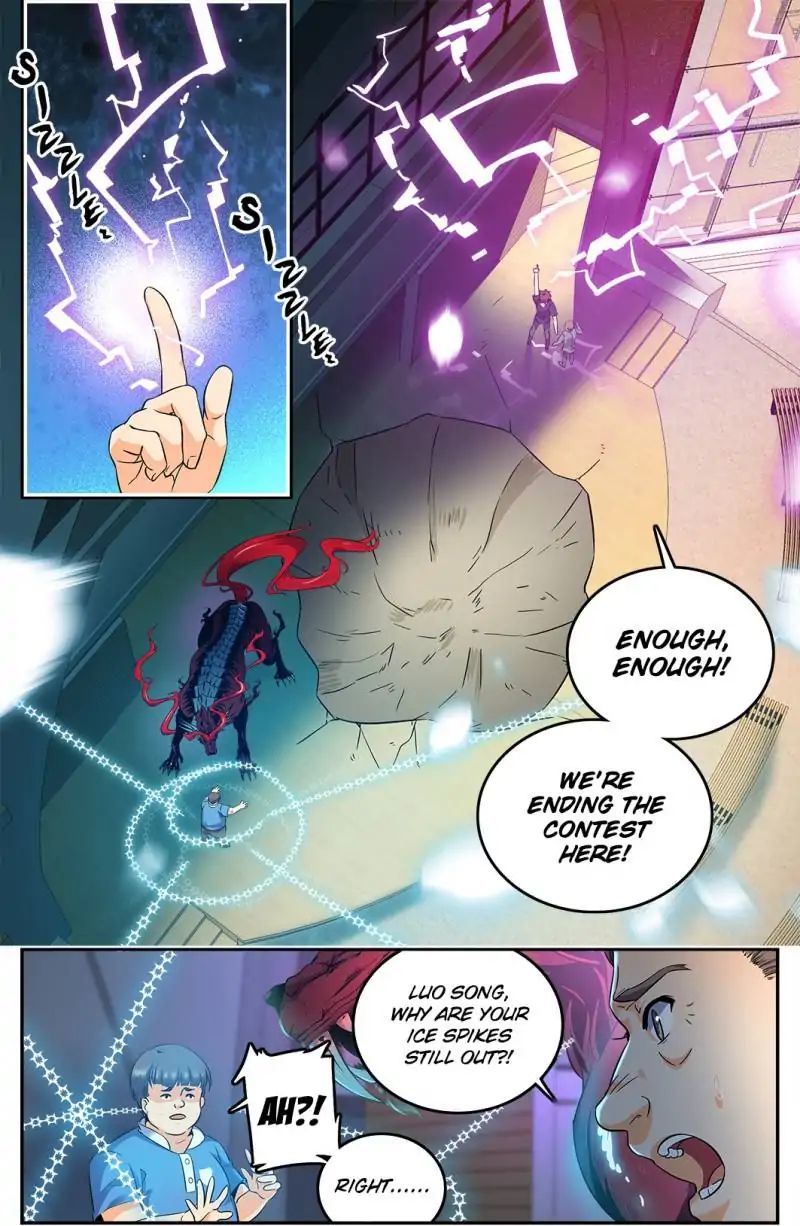 SIZZLE
SIZZLE
ENOUGH,
ENOUGH!
WE'RE
ENDING THE
CONTEST
HERE!
LUO SONG,
WHY ARE YOUR
ICE SPIKES
STILL OUT?!
AH?!
RIGHT......